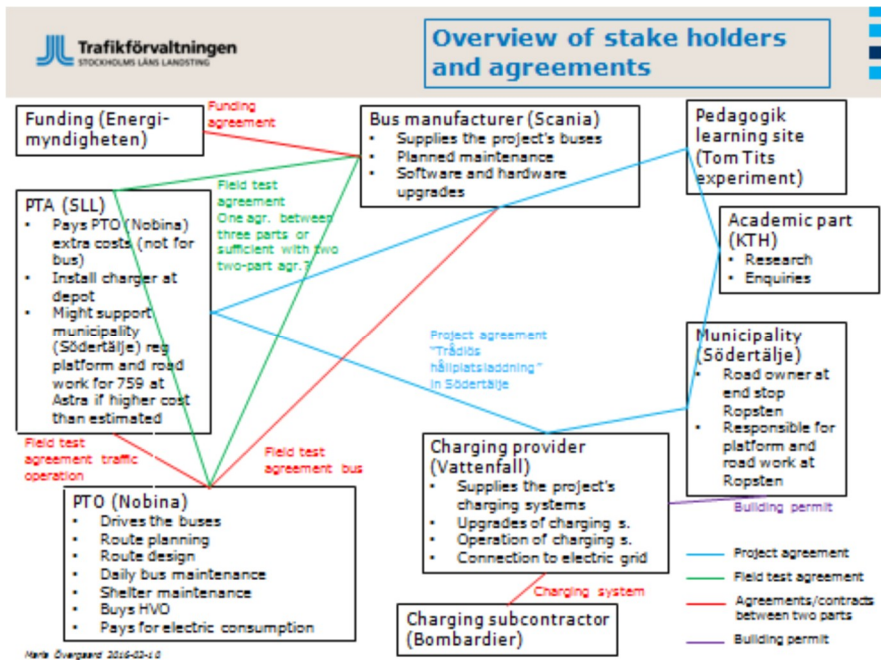 Trafikförvaltningen
STOCKHOLMS LÄNS LANDSTING
Overview of stake holders
and agreements
Funding (Energi-
myndigheten)
Funding
agreement
Bus manufacturer (Scania)
• Supplies the project's buses
• Planned maintenance
• Software and hardware
upgrades
Pedagogik
learning site
(Tom Tits
experiment)
Field test
agreement
One agr. between
three parts or
sufficient with two
two-part agr.?
PTA (SLL)
• Pays PTO (Nobina)
extra costs (not for
bus)
• Install charger at
depot
• Might support
municipality
(Södertälje) reg
platform and road
work for 759 at
Astra if higher cost
than estimated
Academic part
(KTH)
• Research
• Enquiries
Project agreement
"Trådlös
hållplatsladdning"
in Södertälje
Municipality
(Södertälje)
• Road owner at
end stop
Ropsten
• Responsible for
platform and
road work at
Ropsten
Field test
agreement traffic
operation
Field test
agreement bus
Charging provider
(Vattenfall)
• Supplies the project's
charging systems
• Upgrades of charging s.
• Operation of charging s.
• Connection to electric grid
Building permit
PTO (Nobina)
• Drives the buses
• Route planning
• Route design
• Daily bus maintenance
• Shelter maintenance
• Buys HVO
• Pays for electric consumption
Charging system
Charging subcontractor
(Bombardier)
Project agreement
Field test agreement
Agreements/contracts
between two parts
Building permit
Maria Övergaard 2016-02-10